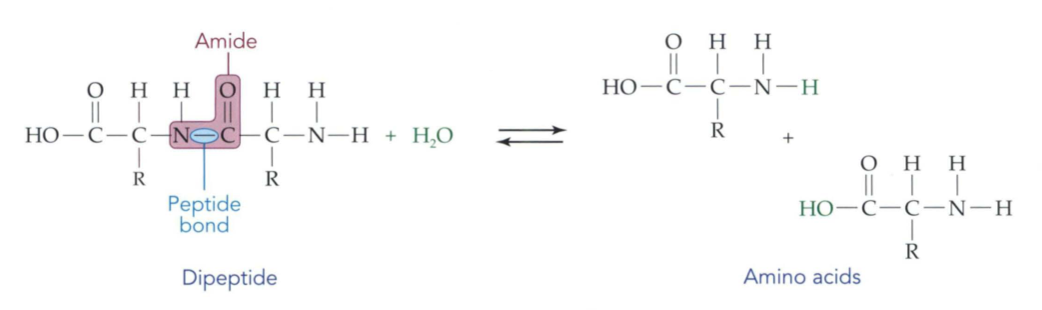 Amide
O H H O H H
HO—C—C—N—C—C—N—H + H₂O
R R
Peptide
bond
Dipeptide
O H H
HO—C—C—N—H
R
+
O H H
HO—C—C—N—H
R
Amino acids